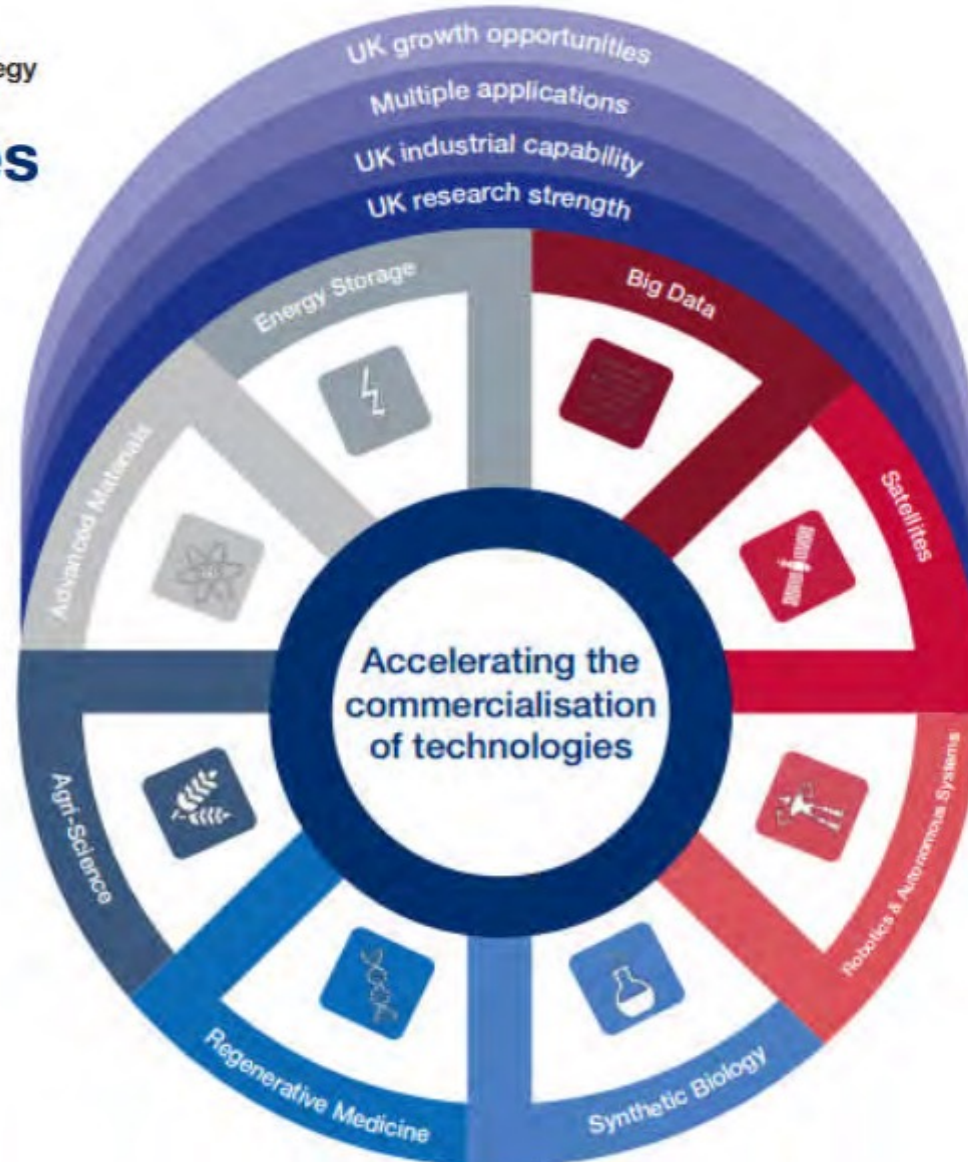 egy
es
UK growth opportunities
Multiple applications
UK industrial capability
UK research strength
Energy Storage
Big Data
Advanced Materials
Satellites
Accelerating the
commercialisation
of technologies
Agri-Science
Robotics & Autonomous Systems
Regenerative Medicine
Synthetic Biology